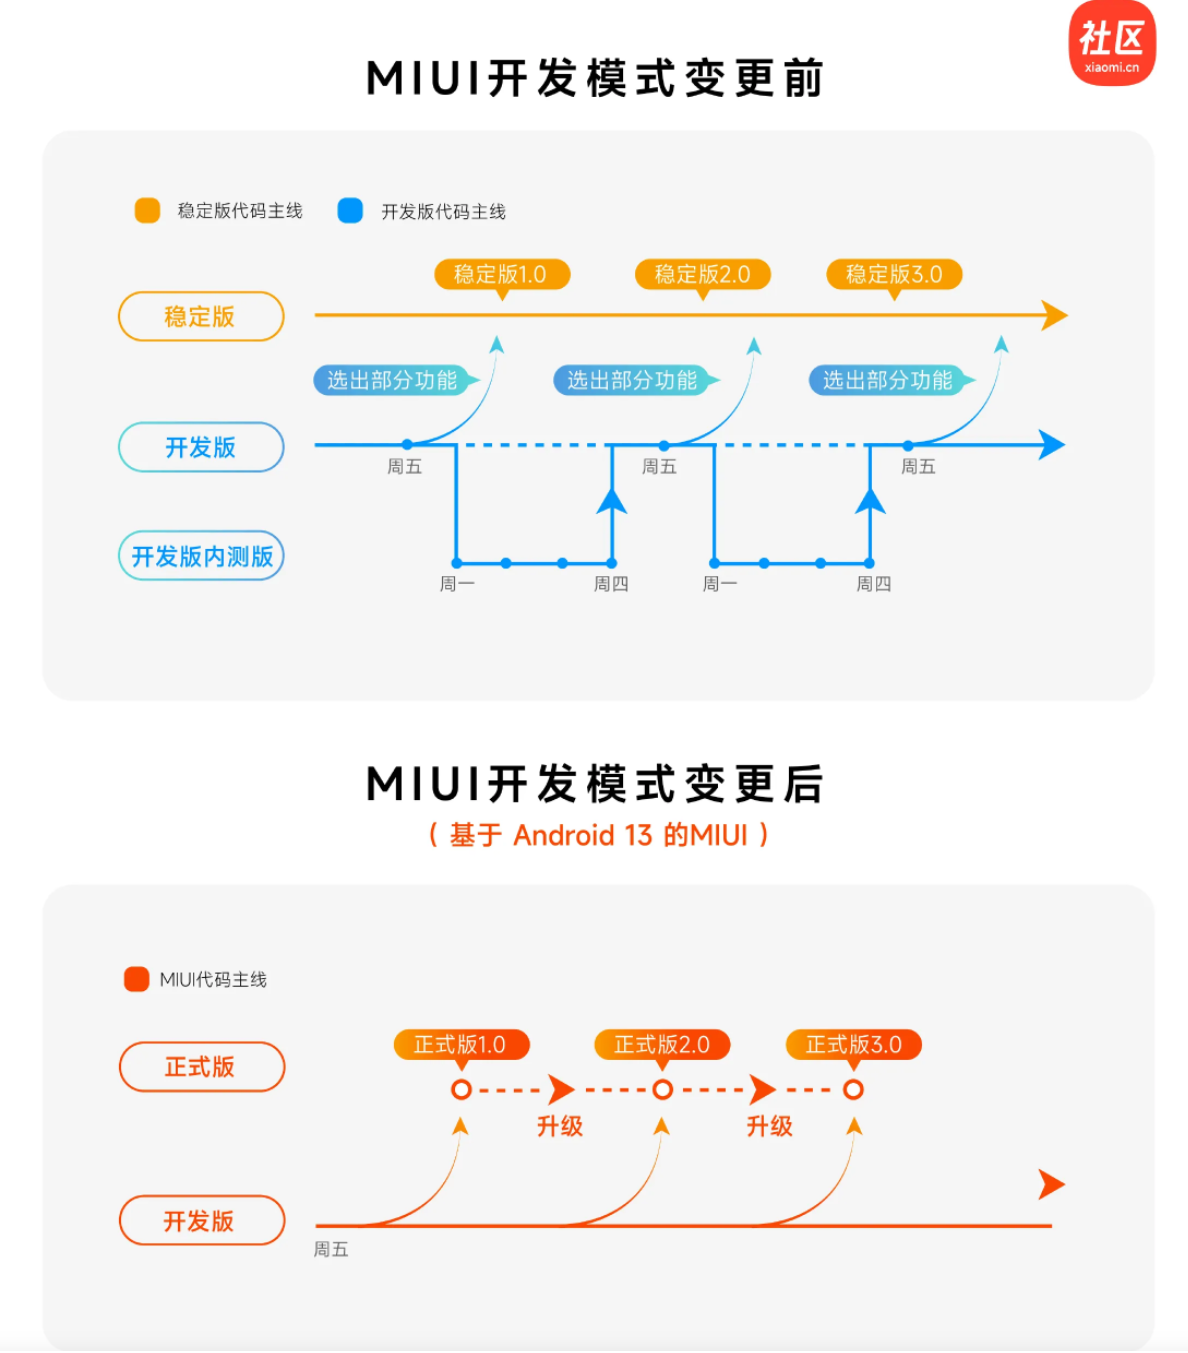 社区
xiaomi.cn
MIUI开发模式变更前
稳定版代码主线 开发版代码主线
稳定版1.0 稳定版2.0 稳定版3.0
稳定版
选出部分功能 选出部分功能 选出部分功能
开发版
周五 周五 周五
开发版内测版
周一 周四 周一 周四
MIUI开发模式变更后
( 基于 Android 13 的MIUI )
MIUI代码主线
正式版1.0 正式版2.0 正式版3.0
正式版
升级 升级
开发版
周五